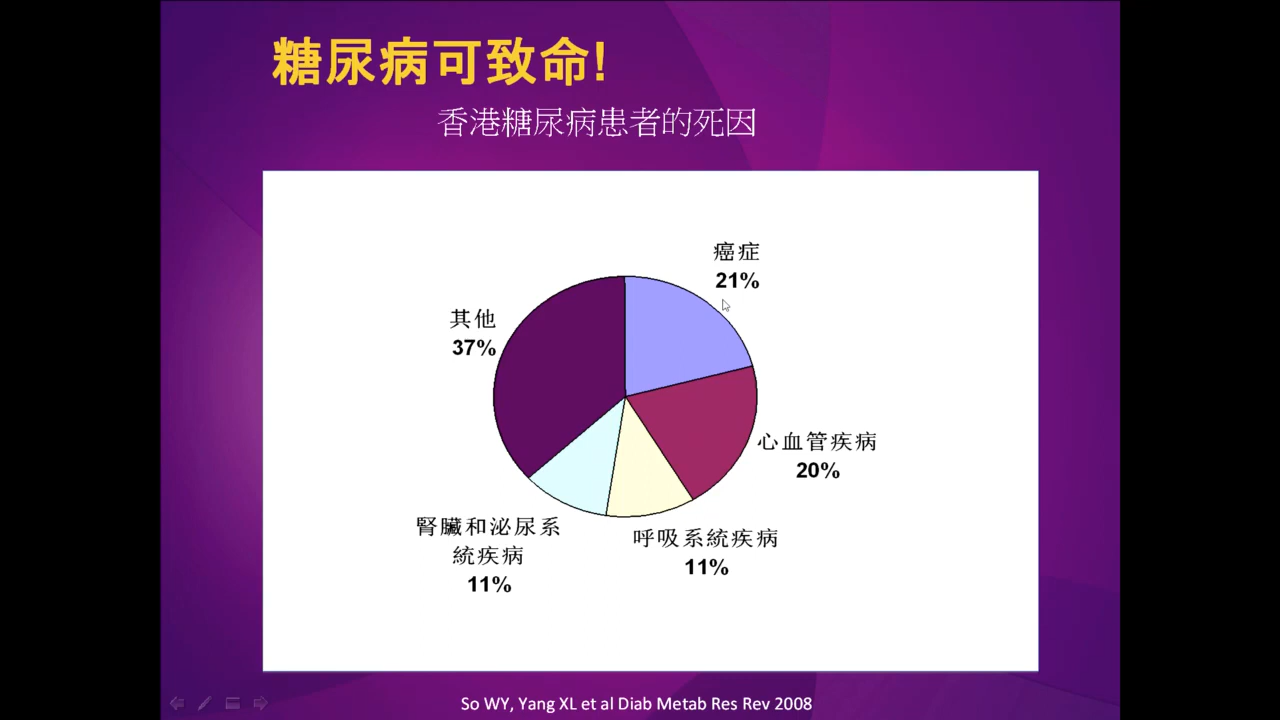 糖尿病可致命!
香港糖尿病患者的死因
癌症
21%
其他
37%
心血管疾病
20%
腎臟和泌尿系
統疾病
11%
呼吸系統疾病
11%
So WY, Yang XL et al Diab Metab Res Rev 2008